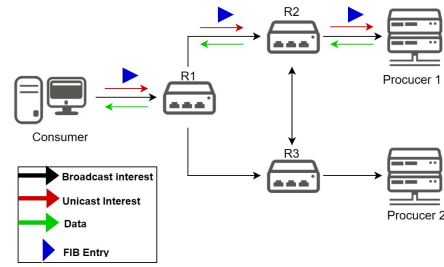 R2
R1
Procucer 1
Consumer
R3
Broadcast interest
Unicast Interest
Data
FIB Entry
Procucer 2